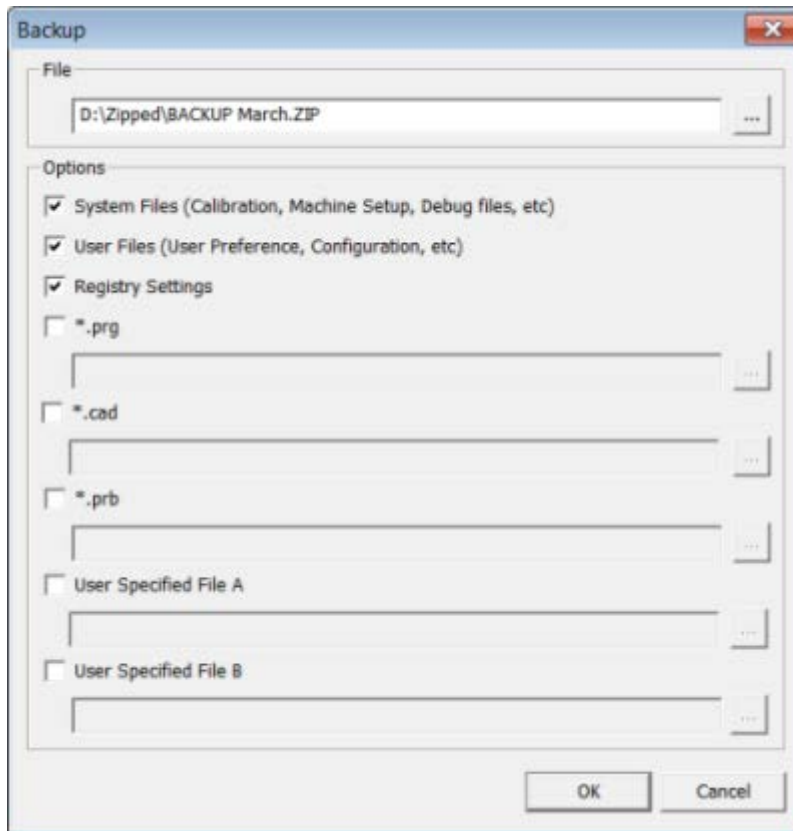 Backup
File
D:\Zipped\BACKUP March.ZIP
...
Options
System Files (Calibration, Machine Setup, Debug files, etc)
User Files (User Preference, Configuration, etc)
Registry Settings
*.prg
...
*.cad
...
*.prb
...
User Specified File A
...
User Specified File B
...
OK Cancel